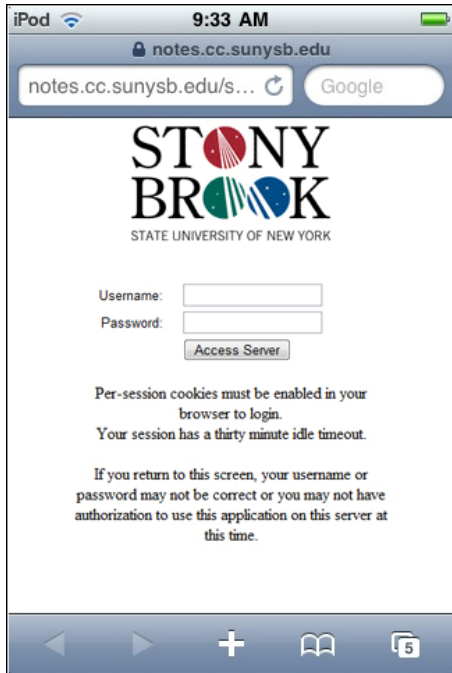 iPod 9:33 AM
notes.cc.sunysb.edu
notes.cc.sunysb.edu/s... Google
STONY
BROOK
STATE UNIVERSITY OF NEW YORK
Username:
Password:
Access Server
Per-session cookies must be enabled in your
browser to login.
Your session has a thirty minute idle timeout.
If you return to this screen, your username or
password may not be correct or you may not have
authorization to use this application on this server at
this time.
5